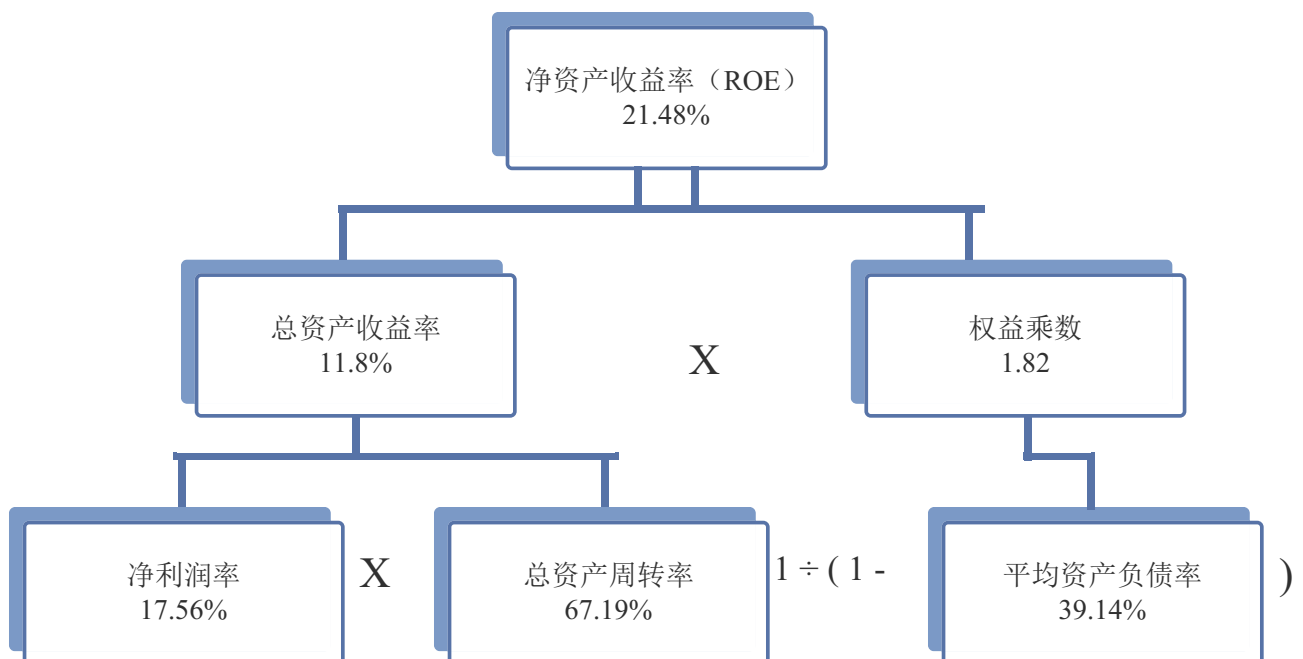 净资产收益率（ROE）
21.48%
总资产收益率
11.8%
X
权益乘数
1.82
净利润率
17.56%
X
总资产周转率
67.19%
1 ÷ ( 1 -
平均资产负债率
39.14%
)